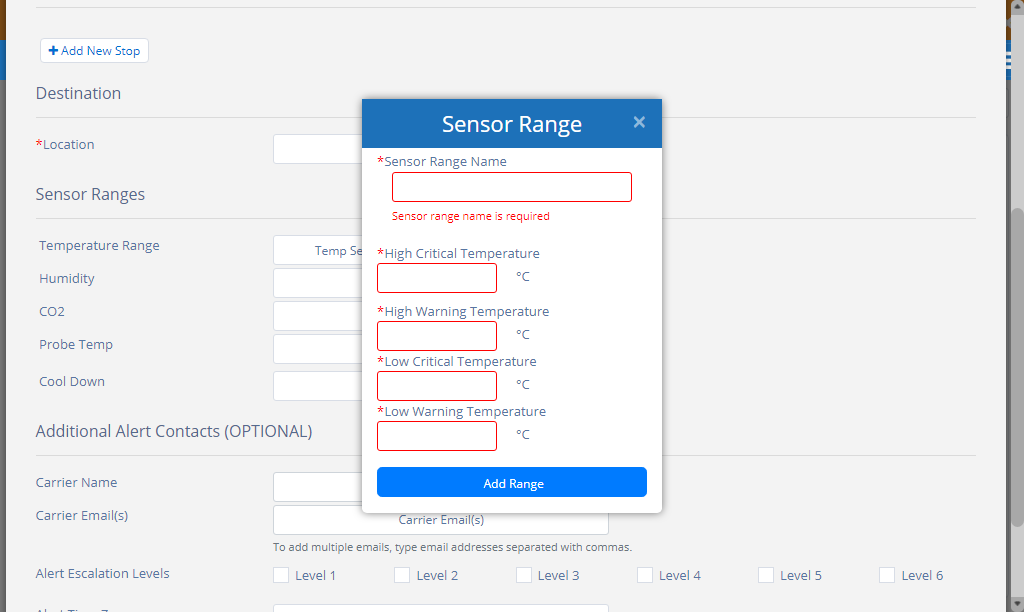 + Add New Stop
Destination
*Location
Sensor Ranges
Temperature Range
Temp Se
Humidity
CO2
Probe Temp
Cool Down
Additional Alert Contacts (OPTIONAL)
Carrier Name
Carrier Email(s)
Carrier Email(s)
To add multiple emails, type email addresses separated with commas.
Alert Escalation Levels
Level 1
Level 2
Level 3
Level 4
Level 5
Level 6
Sensor Range
×
*Sensor Range Name
Sensor range name is required
*High Critical Temperature
°C
*High Warning Temperature
°C
*Low Critical Temperature
°C
*Low Warning Temperature
°C
Add Range